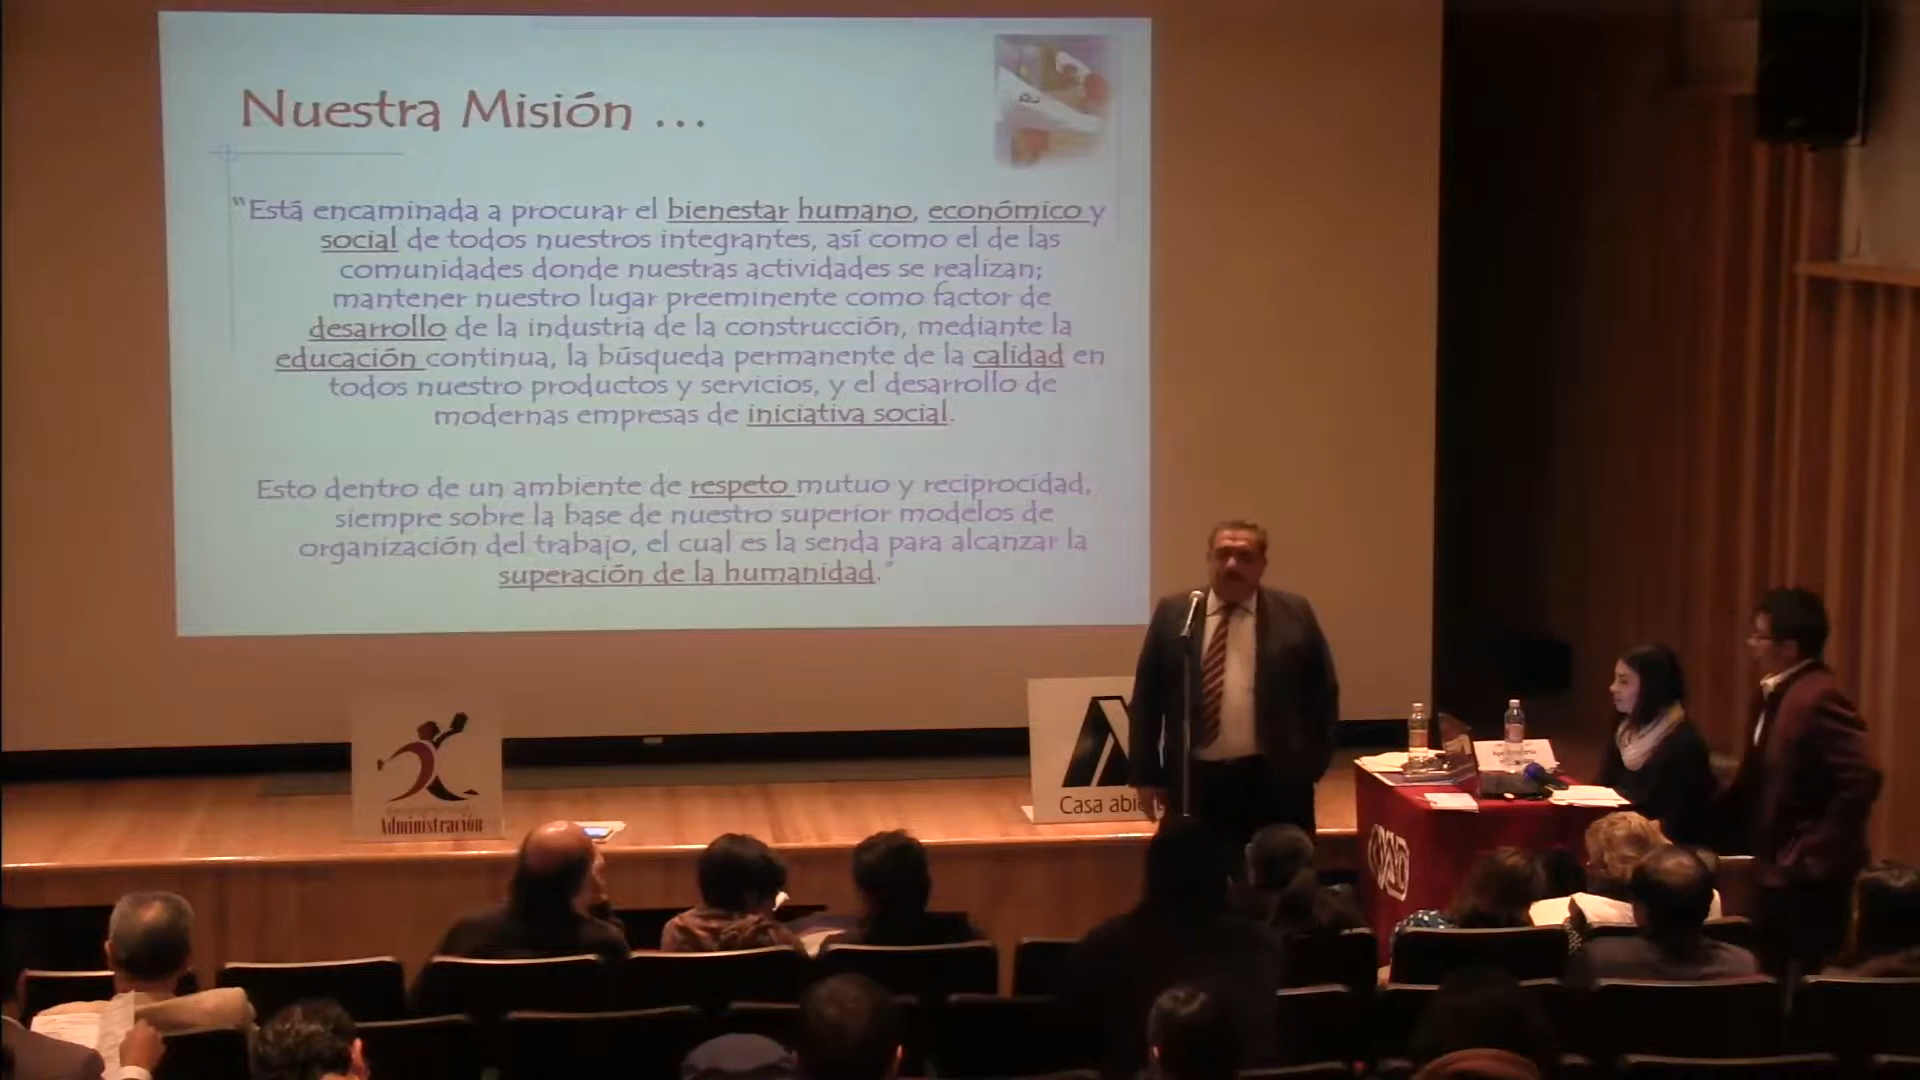 Nuestra Misión ...
“Está encaminada a procurar el bienestar humano, económico y
social de todos nuestros integrantes, así como el de las
comunidades donde nuestras actividades se realizan;
mantener nuestro lugar preeminente como factor de
desarrollo de la industria de la construcción, mediante la
educación continua, la búsqueda permanente de la calidad en
todos nuestro productos y servicios, y el desarrollo de
modernas empresas de iniciativa social.
Esto dentro de un ambiente de respeto mutuo y reciprocidad,
siempre sobre la base de nuestro superior modelos de
organización del trabajo, el cual es la senda para alcanzar la
superación de la humanidad.”
Administración
Casa abie